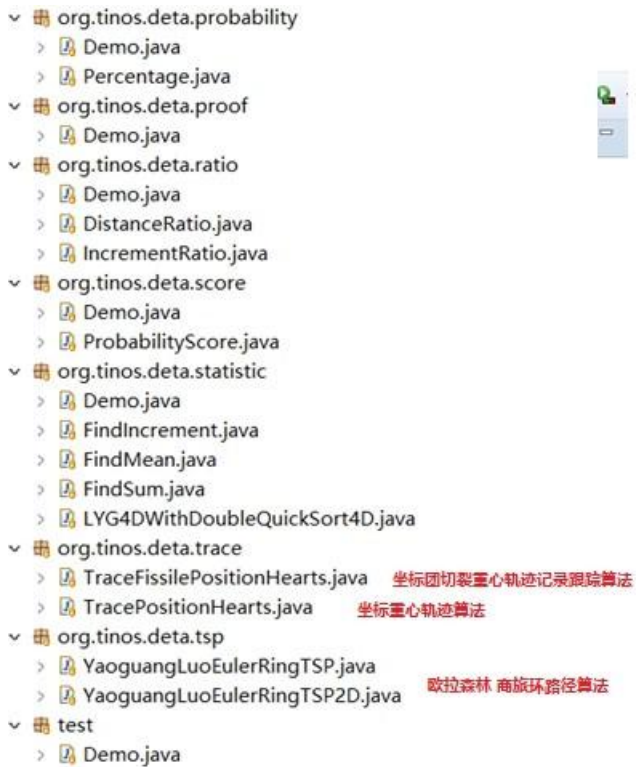 org.tinos.deta.probability
Demo.java
Percentage.java
org.tinos.deta.proof
Demo.java
org.tinos.deta.ratio
Demo.java
DistanceRatio.java
IncrementRatio.java
org.tinos.deta.score
Demo.java
ProbabilityScore.java
org.tinos.deta.statistic
Demo.java
FindIncrement.java
FindMean.java
FindSum.java
LYG4DWithDoubleQuickSort4D.java
org.tinos.deta.trace
TraceFissilePositionHearts.java 坐标团切裂重心轨迹记录跟踪算法
TracePositionHearts.java 坐标重心轨迹算法
org.tinos.deta.tsp
YaoguangLuoEulerRingTSP.java
YaoguangLuoEulerRingTSP2D.java 欧拉森林 商旅环路径算法
test
Demo.java